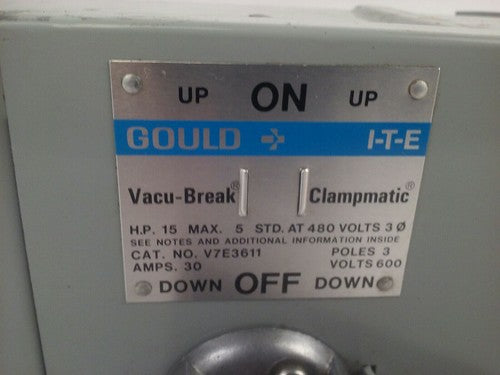 UP ON UP
GOULD I-T-E
Vacu-Break® Clampmatic®
H.P. 15 MAX. 5 STD. AT 480 VOLTS 3 Ø
SEE NOTES AND ADDITIONAL INFORMATION INSIDE
CAT. NO. V7E3611 POLES 3
AMPS. 30 VOLTS 600
DOWN OFF DOWN